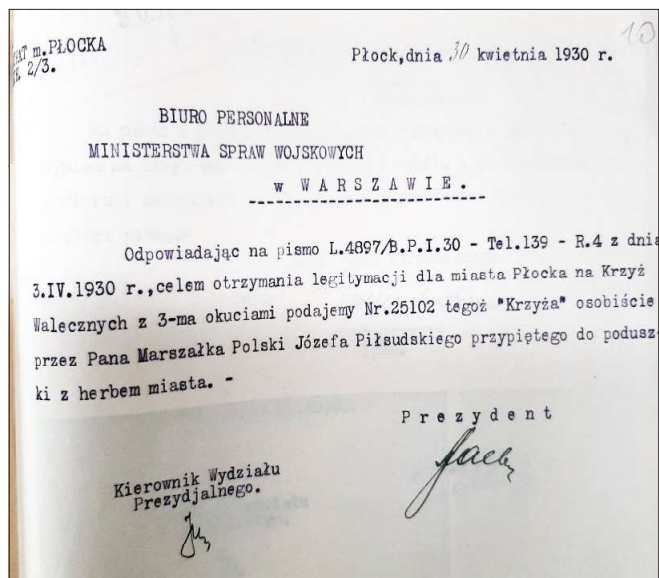 10
m.PŁOCKA
2/3.
Płock,dnia 30 kwietnia 1930 r.
BIURO PERSONALNE
MINISTERSTWA SPRAW WOJSKOWYCH
w WARSZAWIE.
Odpowiadając na pismo L.4897/B.P.I.30 - Tel.139 - R.4 z dnia
3.IV.1930 r.,celem otrzymania legitymacji dla miasta Płocka na Krzyż
Walecznych z 3-ma okuciami podajemy Nr.25102 tegoż "Krzyża" osobiście
przez Pana Marszałka Polski Józefa Piłsudskiego przypiętego do podusz-
ki z herbem miasta. -
Prezydent
Kierownik Wydziału
Prezydjalnego.